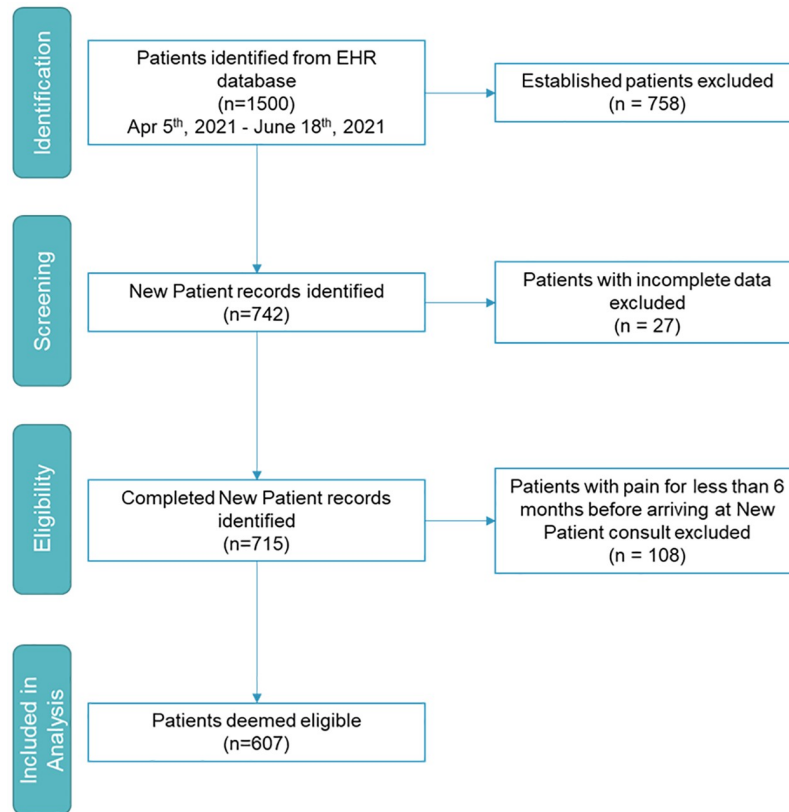 Identification
Patients identified from EHR
database
(n=1500)
Apr 5th, 2021 - June 18th, 2021
Established patients excluded
(n = 758)
Screening
New Patient records identified
(n=742)
Patients with incomplete data
excluded
(n = 27)
Eligibility
Completed New Patient records
identified
(n=715)
Patients with pain for less than 6
months before arriving at New
Patient consult excluded
(n = 108)
Included in
Analysis
Patients deemed eligible
(n=607)